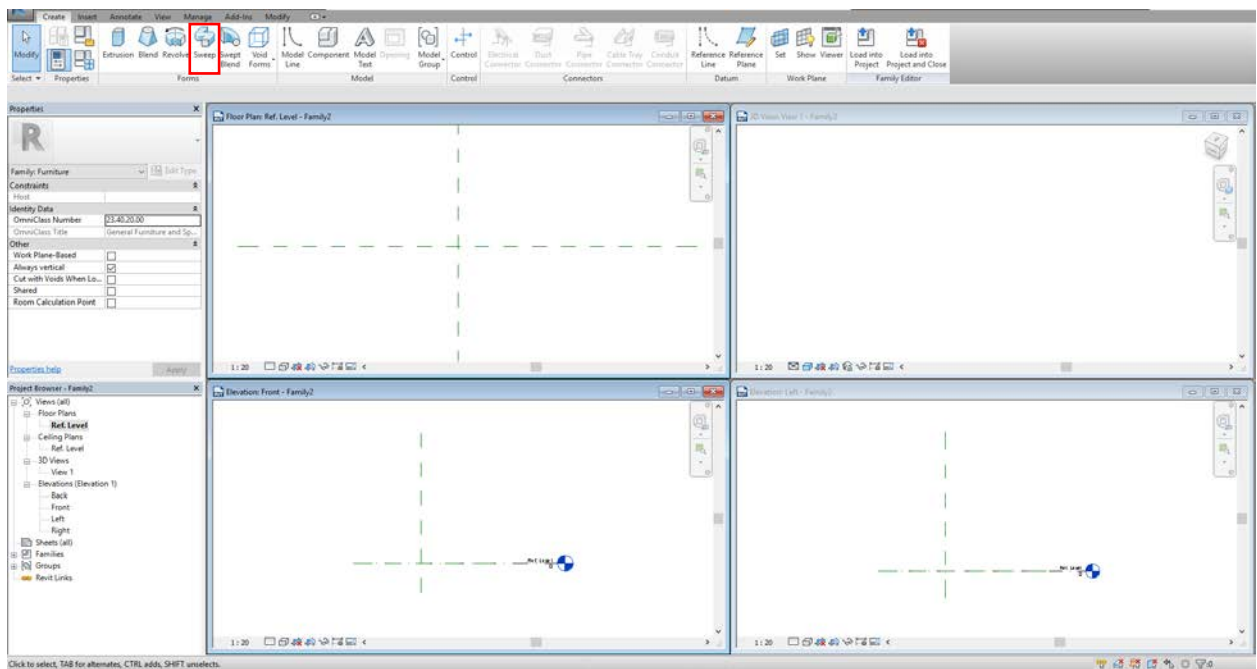 Create Insert Annotate View Manage Add-Ins Modify
Modify Extrusion Blend Revolve Sweep Swept Blend Void Forms Model Line Component Model Text Opening Model Group Control Electrical Connector Duct Connector Pipe Connector Cable Tray Connector Conduit Connector Reference Line Reference Plane Set Show Viewer Load into Project Load into Project and Close
Select Properties Forms Model Control Connectors Datum Work Plane Family Editor
Properties
R
Family: Furniture Edit Type
Constraints
Host
Identity Data
OmniClass Number 23.40.20.00
OmniClass Title General Furniture and Sp...
Other
Work Plane-Based
Always vertical
Cut with Voids When Lo...
Shared
Room Calculation Point
Properties help Apply
Project Browser - Family2
Views (all)
Floor Plans
Ref. Level
Ceiling Plans
Ref. Level
3D Views
View 1
Elevations (Elevation 1)
Back
Front
Left
Right
Sheets (all)
Families
Groups
Revit Links
Floor Plan: Ref. Level - Family2
1 : 20
3D View: View 1 - Family2
1 : 20
Elevation: Front - Family2
Ref. Level
1 : 20
Elevation: Left - Family2
Ref. Level
1 : 20
Click to select, TAB for alternates, CTRL adds, SHIFT unselects.
:0